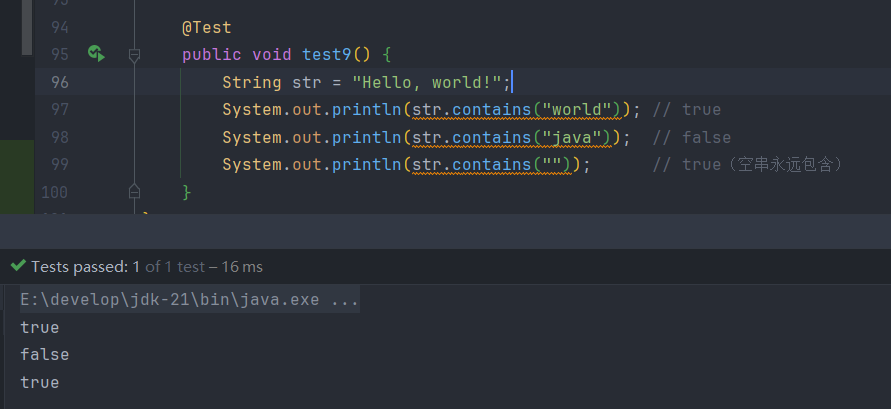 94 @Test
95 public void test9() {
96 String str = "Hello, world!";
97 System.out.println(str.contains("world")); // true
98 System.out.println(str.contains("java"));  // false
99 System.out.println(str.contains(""));      // true（空串永远包含）
100 }
Tests passed: 1 of 1 test – 16 ms
E:\develop\jdk-21\bin\java.exe ...
true
false
true